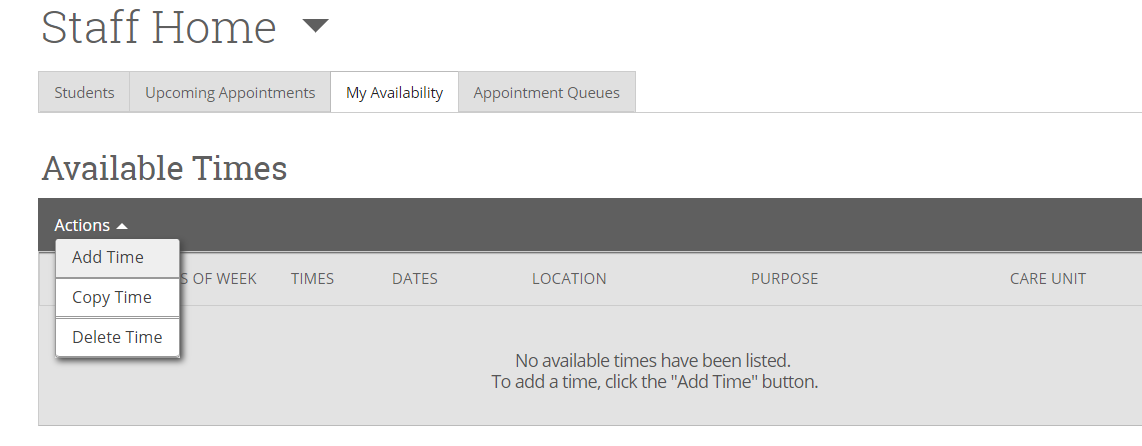 Staff Home
Students Upcoming Appointments My Availability Appointment Queues
Available Times
Actions
Add Time
S OF WEEK TIMES DATES LOCATION PURPOSE CARE UNIT
Copy Time
Delete Time
No available times have been listed.
To add a time, click the "Add Time" button.